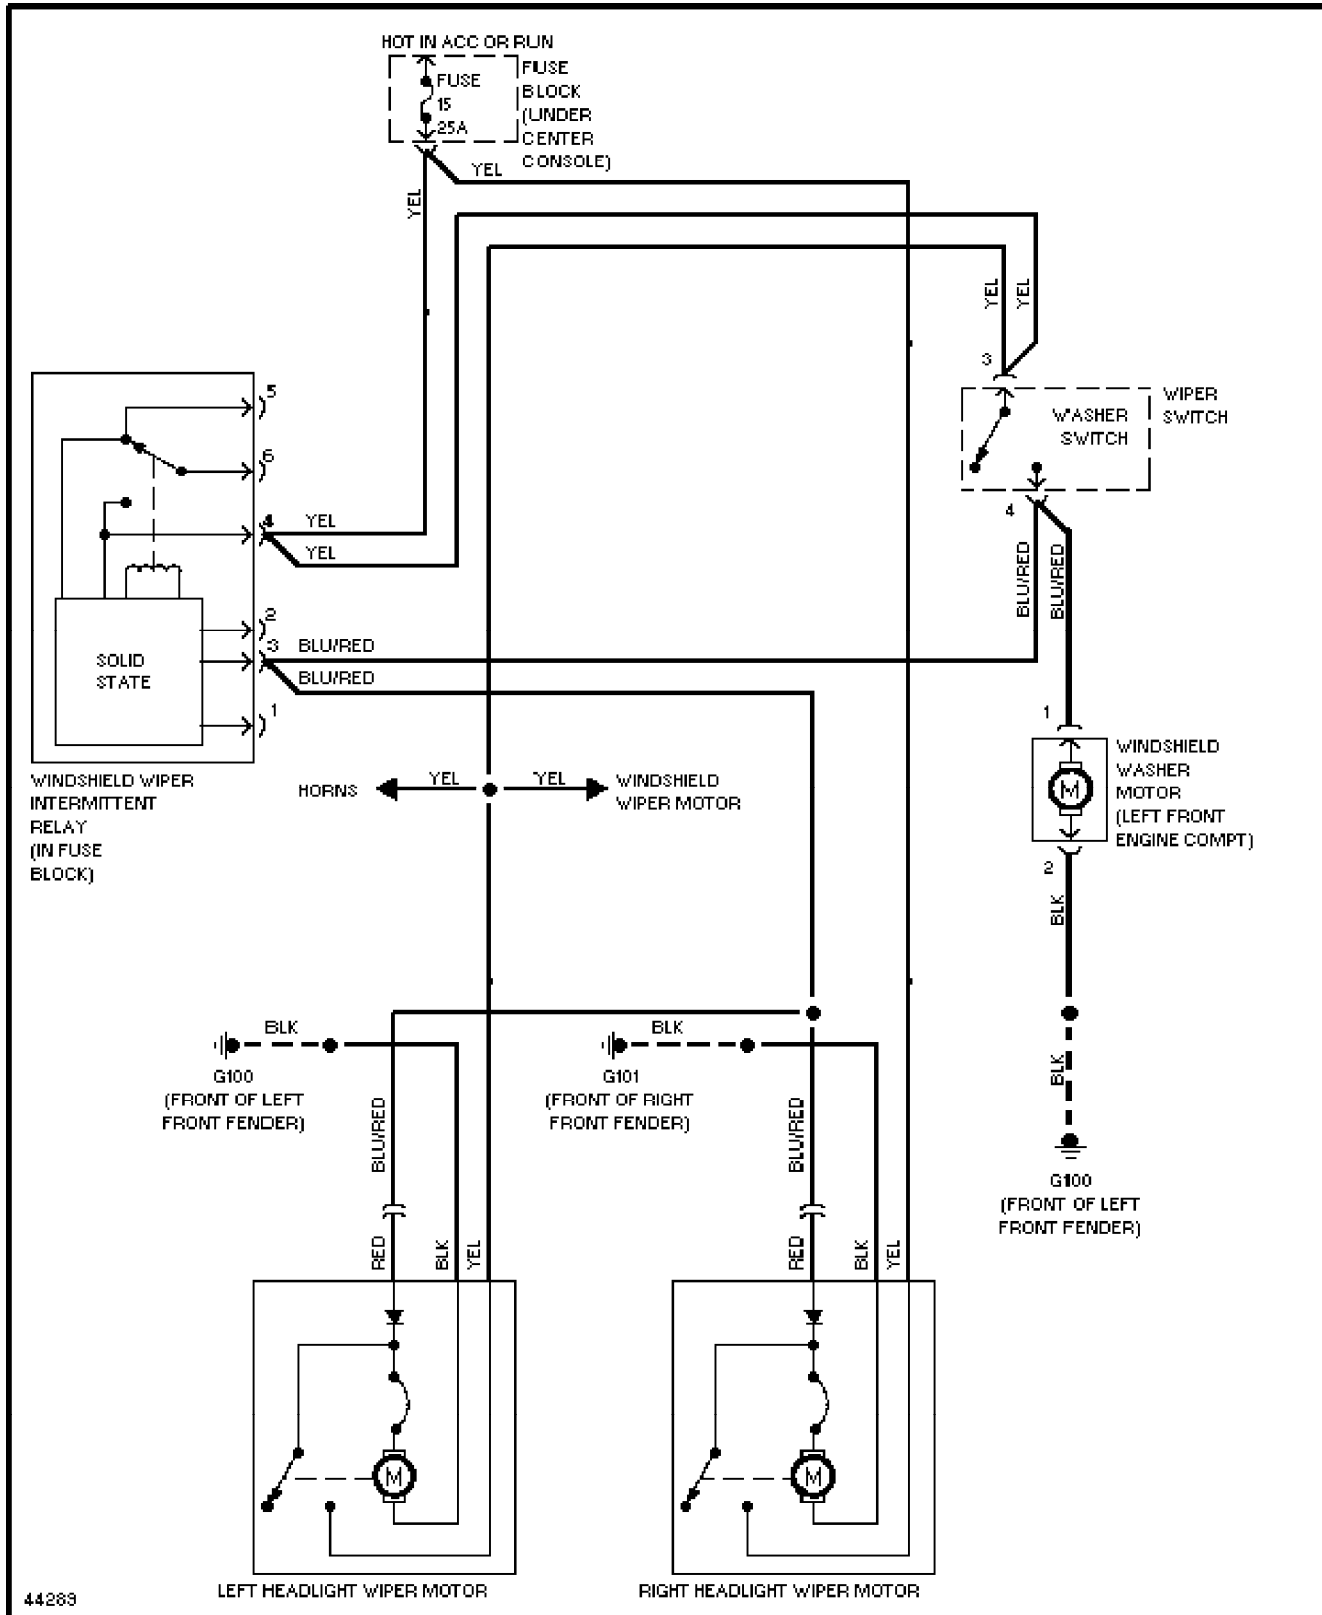 HOT IN ACC OR RUN
FUSE
15
25A
FUSE
BLOCK
(UNDER
CENTER
CONSOLE)
YEL
YEL
YEL
YEL
3
WASHER
SWITCH
WIPER
SWITCH
4
BLU/RED
BLU/RED
5
6
4
YEL
YEL
2
3
BLU/RED
BLU/RED
1
SOLID
STATE
WINDSHIELD WIPER
INTERMITTENT
RELAY
(IN FUSE
BLOCK)
HORNS
YEL
YEL
WINDSHIELD
WIPER MOTOR
1
M
WINDSHIELD
WASHER
MOTOR
(LEFT FRONT
ENGINE COMPT)
2
BLK
BLK
G100
(FRONT OF LEFT
FRONT FENDER)
BLK
G100
(FRONT OF LEFT
FRONT FENDER)
BLK
G101
(FRONT OF RIGHT
FRONT FENDER)
BLU/RED
BLU/RED
RED
BLK
YEL
RED
BLK
YEL
M
M
LEFT HEADLIGHT WIPER MOTOR
RIGHT HEADLIGHT WIPER MOTOR
44289